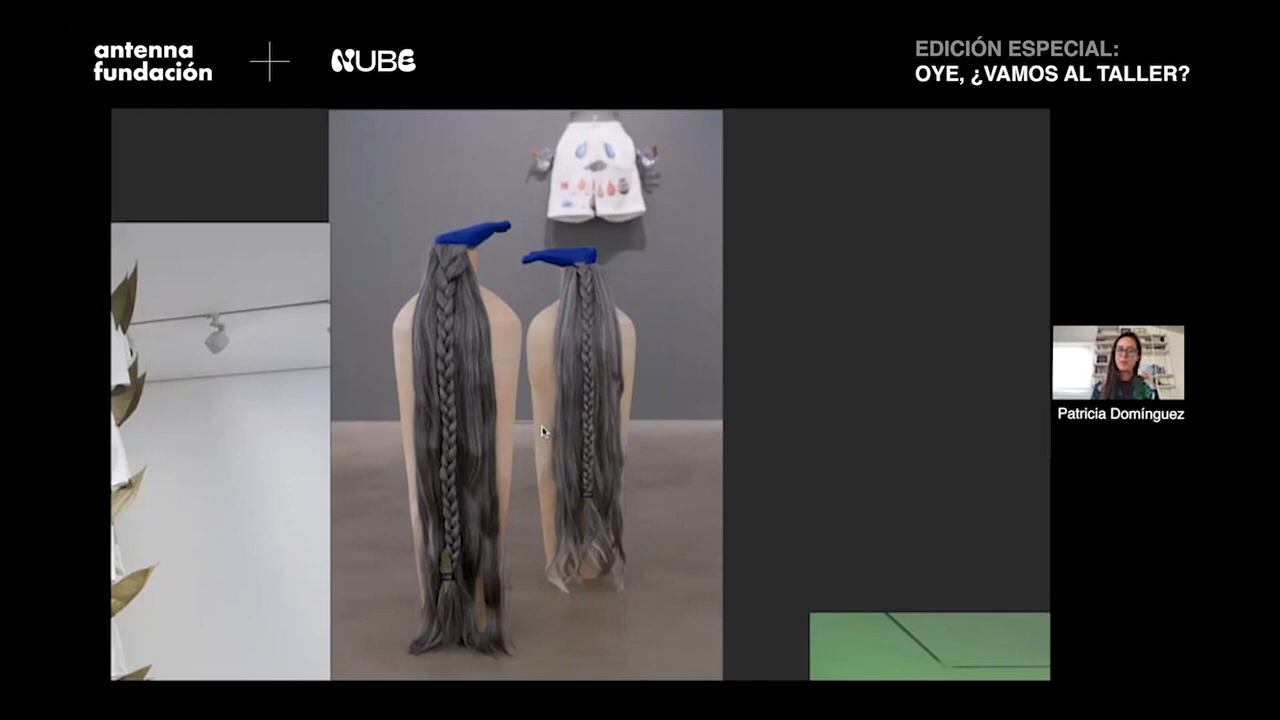 antenna
fundación
NUBE
EDICIÓN ESPECIAL:
OYE, ¿VAMOS AL TALLER?
Patricia Domínguez